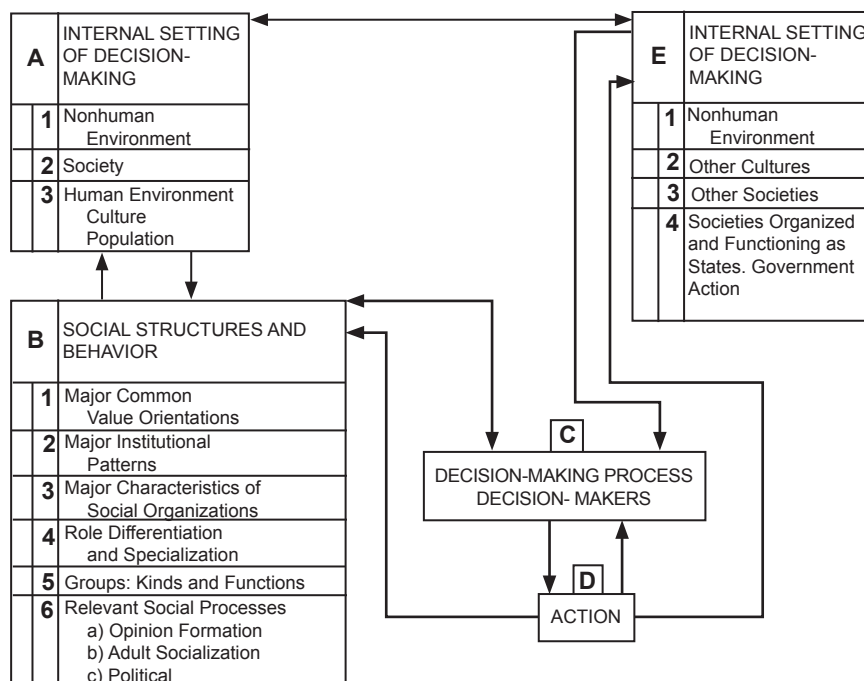 A
INTERNAL SETTING
OF DECISION-
MAKING
1 Nonhuman
Environment
2 Society
3 Human Environment
Culture
Population
E
INTERNAL SETTING
OF DECISION-
MAKING
1 Nonhuman
Environment
2 Other Cultures
3 Other Societies
4 Societies Organized
and Functioning as
States. Government
Action
B
SOCIAL STRUCTURES AND
BEHAVIOR
1 Major Common
Value Orientations
2 Major Institutional
Patterns
3 Major Characteristics of
Social Organizations
4 Role Differentiation
and Specialization
5 Groups: Kinds and Functions
6 Relevant Social Processes
a) Opinion Formation
b) Adult Socialization
c) Political
C
DECISION-MAKING PROCESS
DECISION- MAKERS
D
ACTION